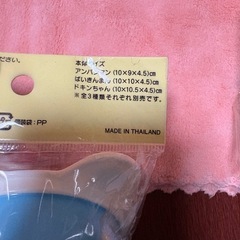 ださい。
本体サイズ
アンパンマン(10×9×4.5)cm
ばいきんまん(10×10×4.5)cm
ドキンちゃん(10×10.5×4.5)cm
※全3種類それぞれ別売です。
個装袋:PP
MADE IN THAILAND